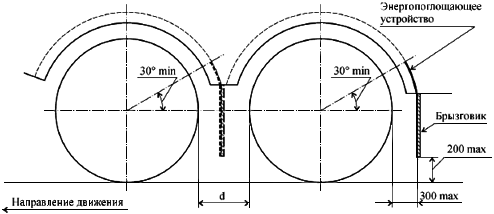 Энергопоглощающее
устройство
30° min
30° min
Брызговик
200 max
Направление движения
d
300 max